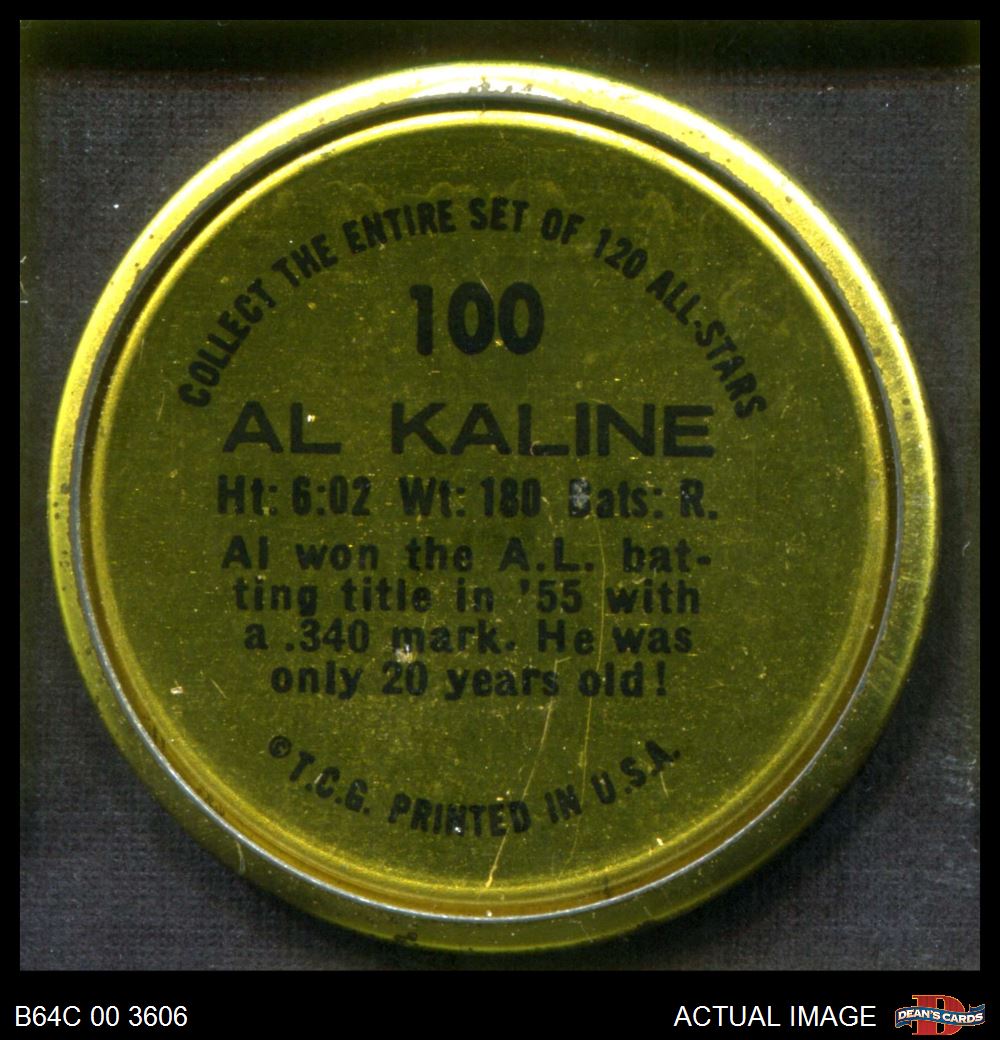 COLLECT THE ENTIRE SET OF 120 ALL-STARS
100
AL KALINE
Ht: 6:02 Wt: 180 Bats: R.
Al won the A.L. bat-
ting title in '55 with
a .340 mark. He was
only 20 years old!
© T.C.G. PRINTED IN U.S.A.
B64C 00 3606
ACTUAL IMAGE
D
DEAN'S CARDS